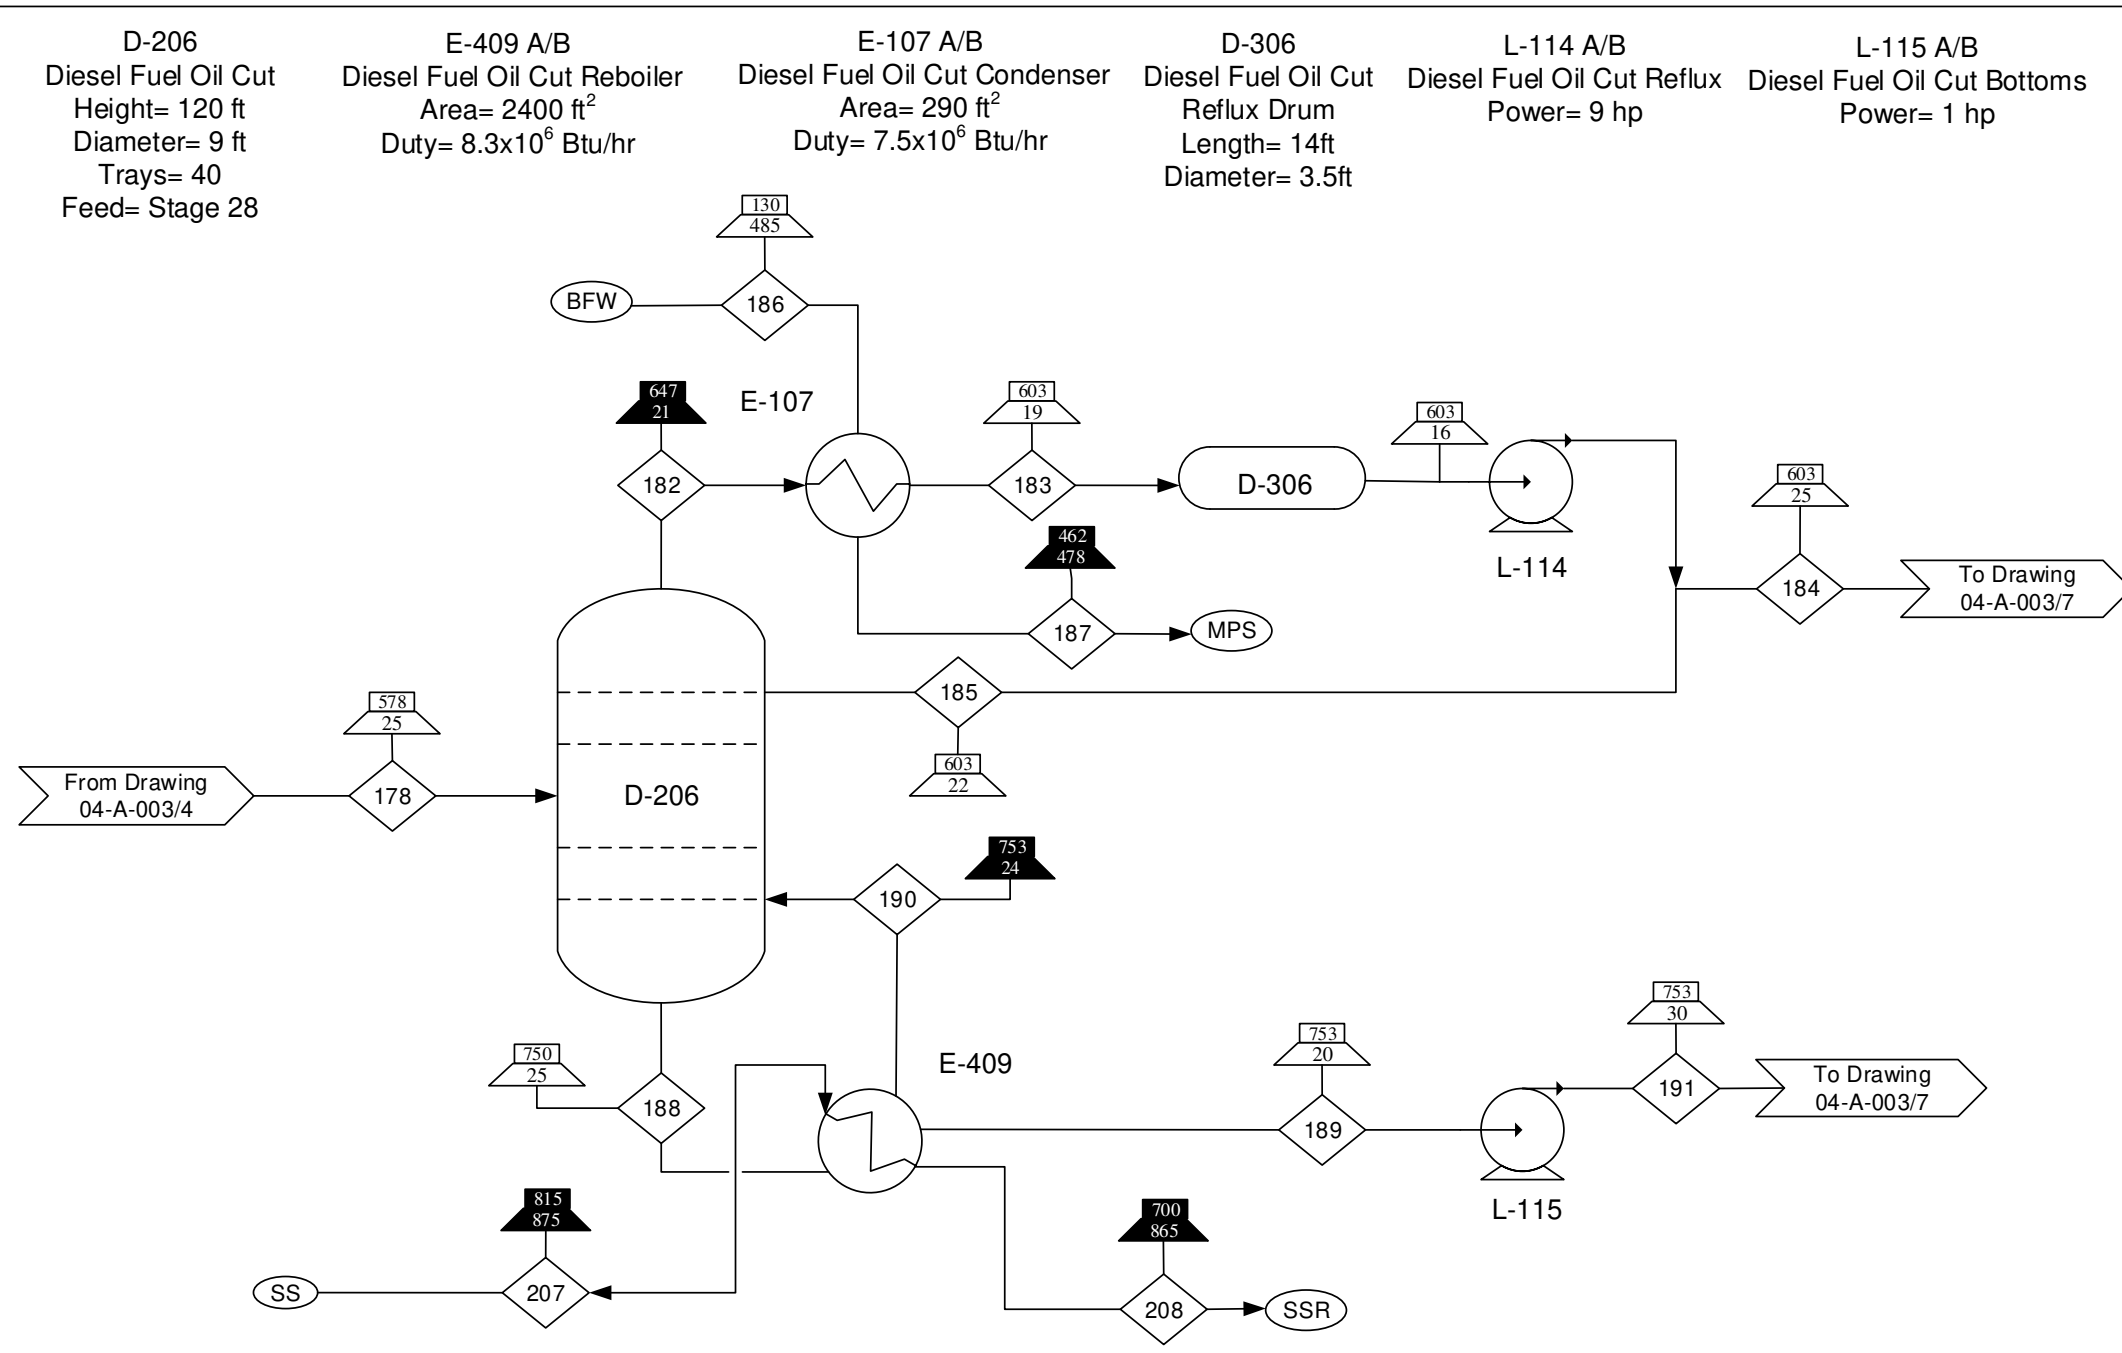 D-206
Diesel Fuel Oil Cut
Height= 120 ft
Diameter= 9 ft
Trays= 40
Feed= Stage 28
E-409 A/B
Diesel Fuel Oil Cut Reboiler
Area= 2400 ft²
Duty= 8.3x10⁶ Btu/hr
E-107 A/B
Diesel Fuel Oil Cut Condenser
Area= 290 ft²
Duty= 7.5x10⁶ Btu/hr
D-306
Diesel Fuel Oil Cut
Reflux Drum
Length= 14ft
Diameter= 3.5ft
L-114 A/B
Diesel Fuel Oil Cut Reflux
Power= 9 hp
L-115 A/B
Diesel Fuel Oil Cut Bottoms
Power= 1 hp
130
485
BFW
186
647
21
E-107
603
19
603
16
182
183
D-306
603
25
462
478
L-114
184
To Drawing
04-A-003/7
187
MPS
185
578
25
603
22
From Drawing
04-A-003/4
178
D-206
753
24
190
753
30
750
25
E-409
753
20
188
189
191
To Drawing
04-A-003/7
L-115
815
875
700
865
SS
207
208
SSR